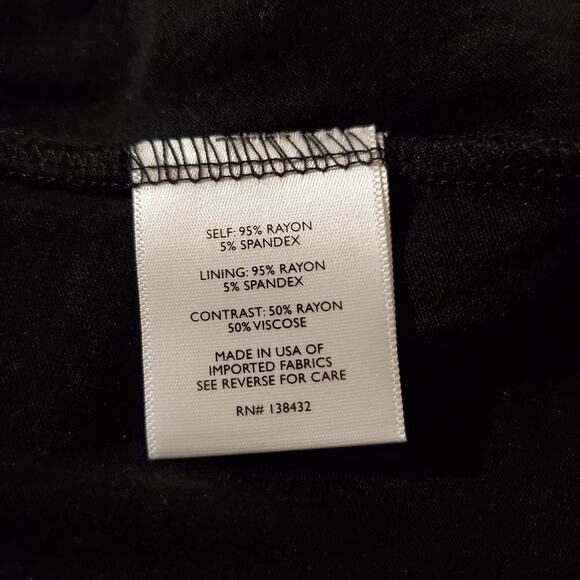 SELF: 95% RAYON
5% SPANDEX
LINING: 95% RAYON
5% SPANDEX
CONTRAST: 50% RAYON
50% VISCOSE
MADE IN USA OF
IMPORTED FABRICS
SEE REVERSE FOR CARE
RN# 138432